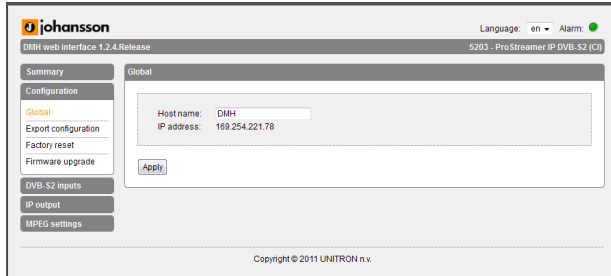 johansson
Language: en Alarm:
DMH web interface 1.2.4.Release
5203 - ProStreamer IP DVB-S2 (CI)
Summary
Configuration
Global
Export configuration
Factory reset
Firmware upgrade
DVB-S2 inputs
IP output
MPEG settings
Global
Host name: DMH
IP address: 169.254.221.78
Apply
Copyright © 2011 UNITRON n.v.